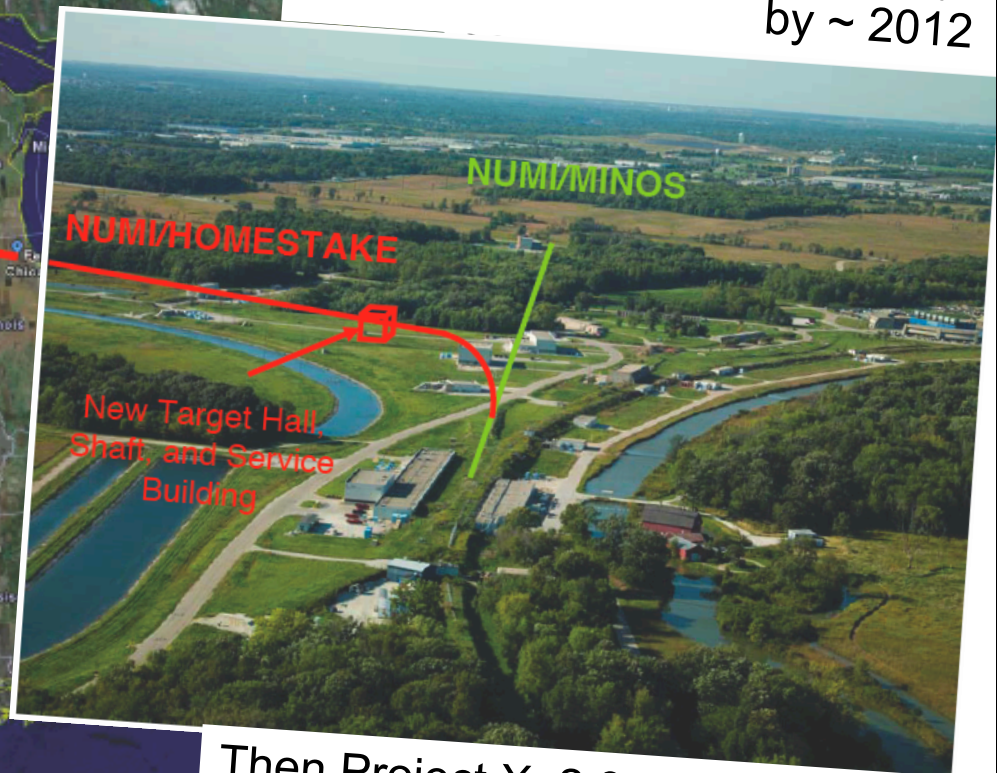 by ~ 2012
NUMI/MINOS
NUMI/HOMESTAKE
New Target Hall,
Shaft, and Service
Building
Then Project X